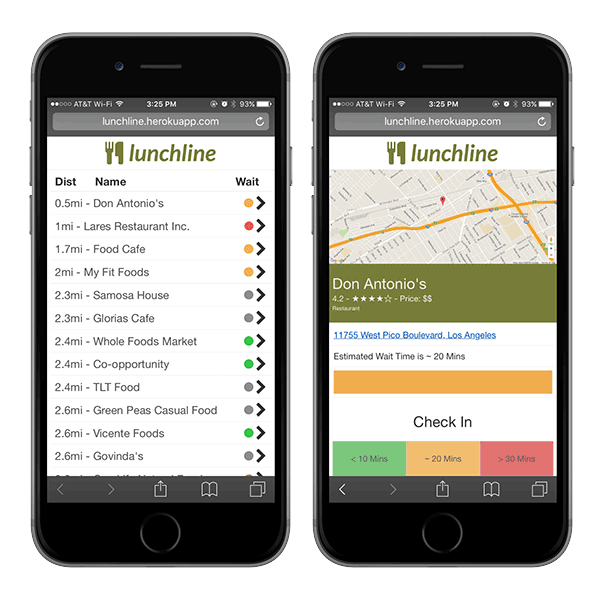 AT&T Wi-Fi 3:25 PM 93%
lunchline.herokuapp.com
lunchline
Dist Name Wait
0.5mi - Don Antonio's
1mi - Lares Restaurant Inc.
1.7mi - Food Cafe
2mi - My Fit Foods
2.3mi - Samosa House
2.3mi - Glorias Cafe
2.4mi - Whole Foods Market
2.4mi - Co-opportunity
2.4mi - TLT Food
2.6mi - Green Peas Casual Food
2.6mi - Vicente Foods
2.6mi - Govinda's
AT&T Wi-Fi 3:25 PM 93%
lunchline.herokuapp.com
lunchline
Don Antonio's
4.2 - ★★★★☆ - Price: $$
Restaurant
11755 West Pico Boulevard, Los Angeles
Estimated Wait Time is ~ 20 Mins
Check In
< 10 Mins ~ 20 Mins > 30 Mins